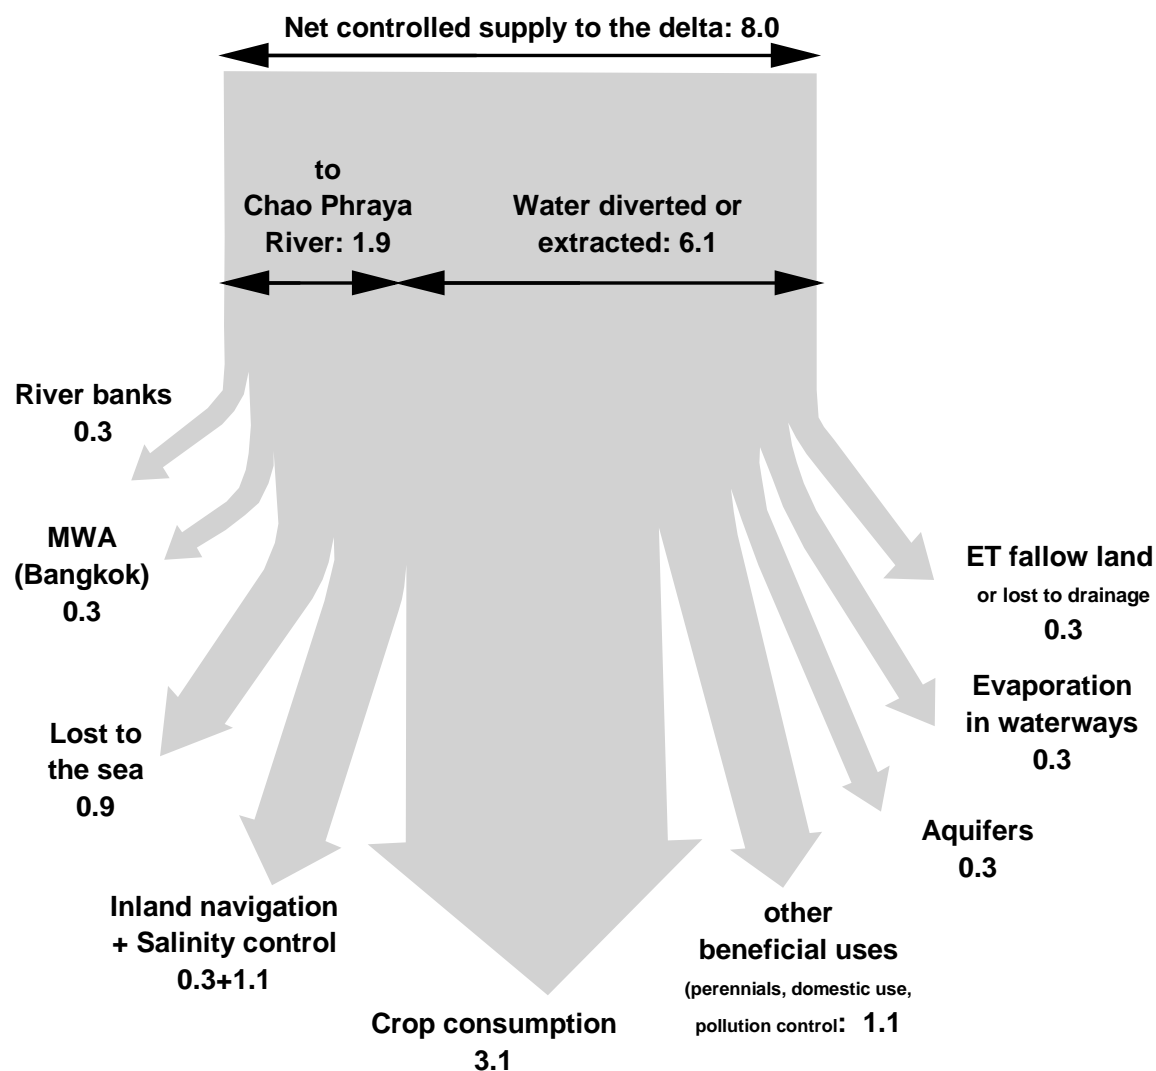 Net controlled supply to the delta: 8.0
to
Chao Phraya
River: 1.9
Water diverted or
extracted: 6.1
River banks
0.3
MWA
(Bangkok)
0.3
Lost to
the sea
0.9
Inland navigation
+ Salinity control
0.3+1.1
Crop consumption
3.1
other
beneficial uses
(perennials, domestic use,
pollution control: 1.1
Aquifers
0.3
Evaporation
in waterways
0.3
ET fallow land
or lost to drainage
0.3